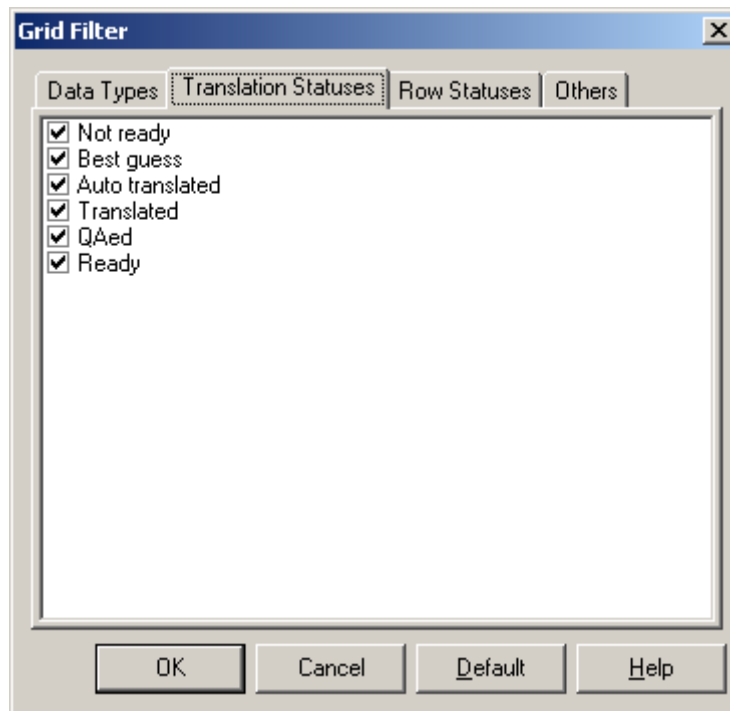 Grid Filter
Data Types Translation Statuses Row Statuses Others
Not ready
Best guess
Auto translated
Translated
QAed
Ready
OK Cancel Default Help